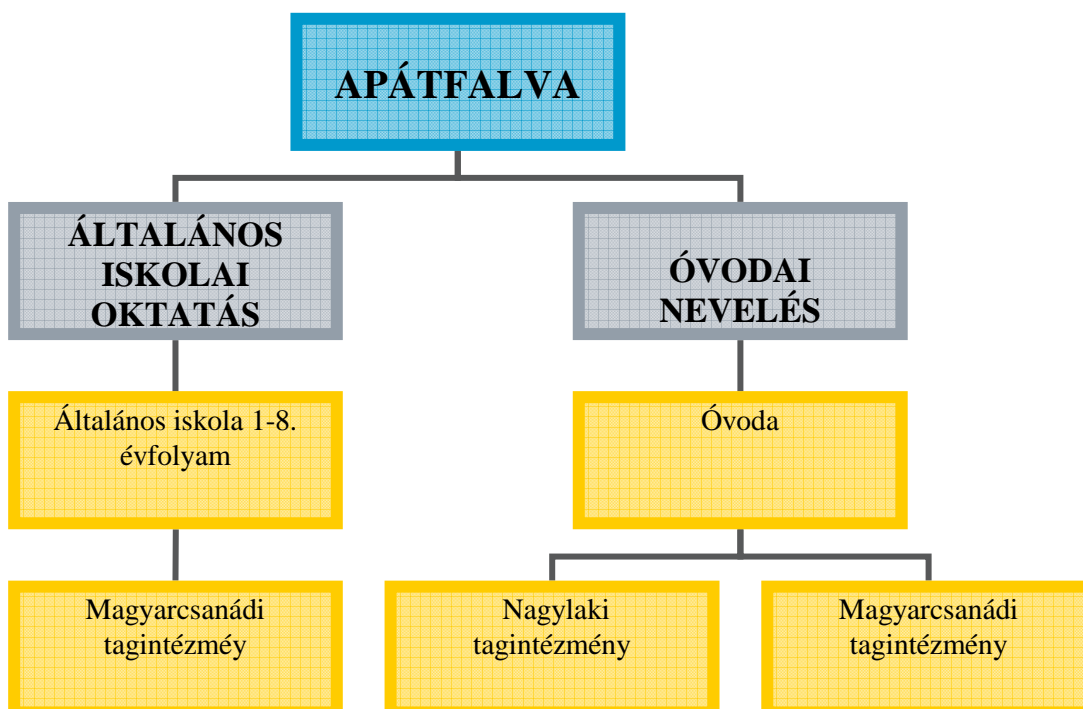 APÁTFALVA
ÁLTALÁNOS
ISKOLAI
OKTATÁS
ÓVODAI
NEVELÉS
Általános iskola 1-8.
évfolyam
Óvoda
Magyarcsanádi
tagintézméy
Nagylaki
tagintézmény
Magyarcsanádi
tagintézmény